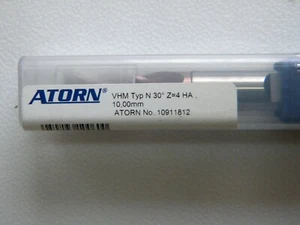 ATORN®
VHM Typ N 30° Z=4 HA .
10,00mm
ATORN No. 10911812